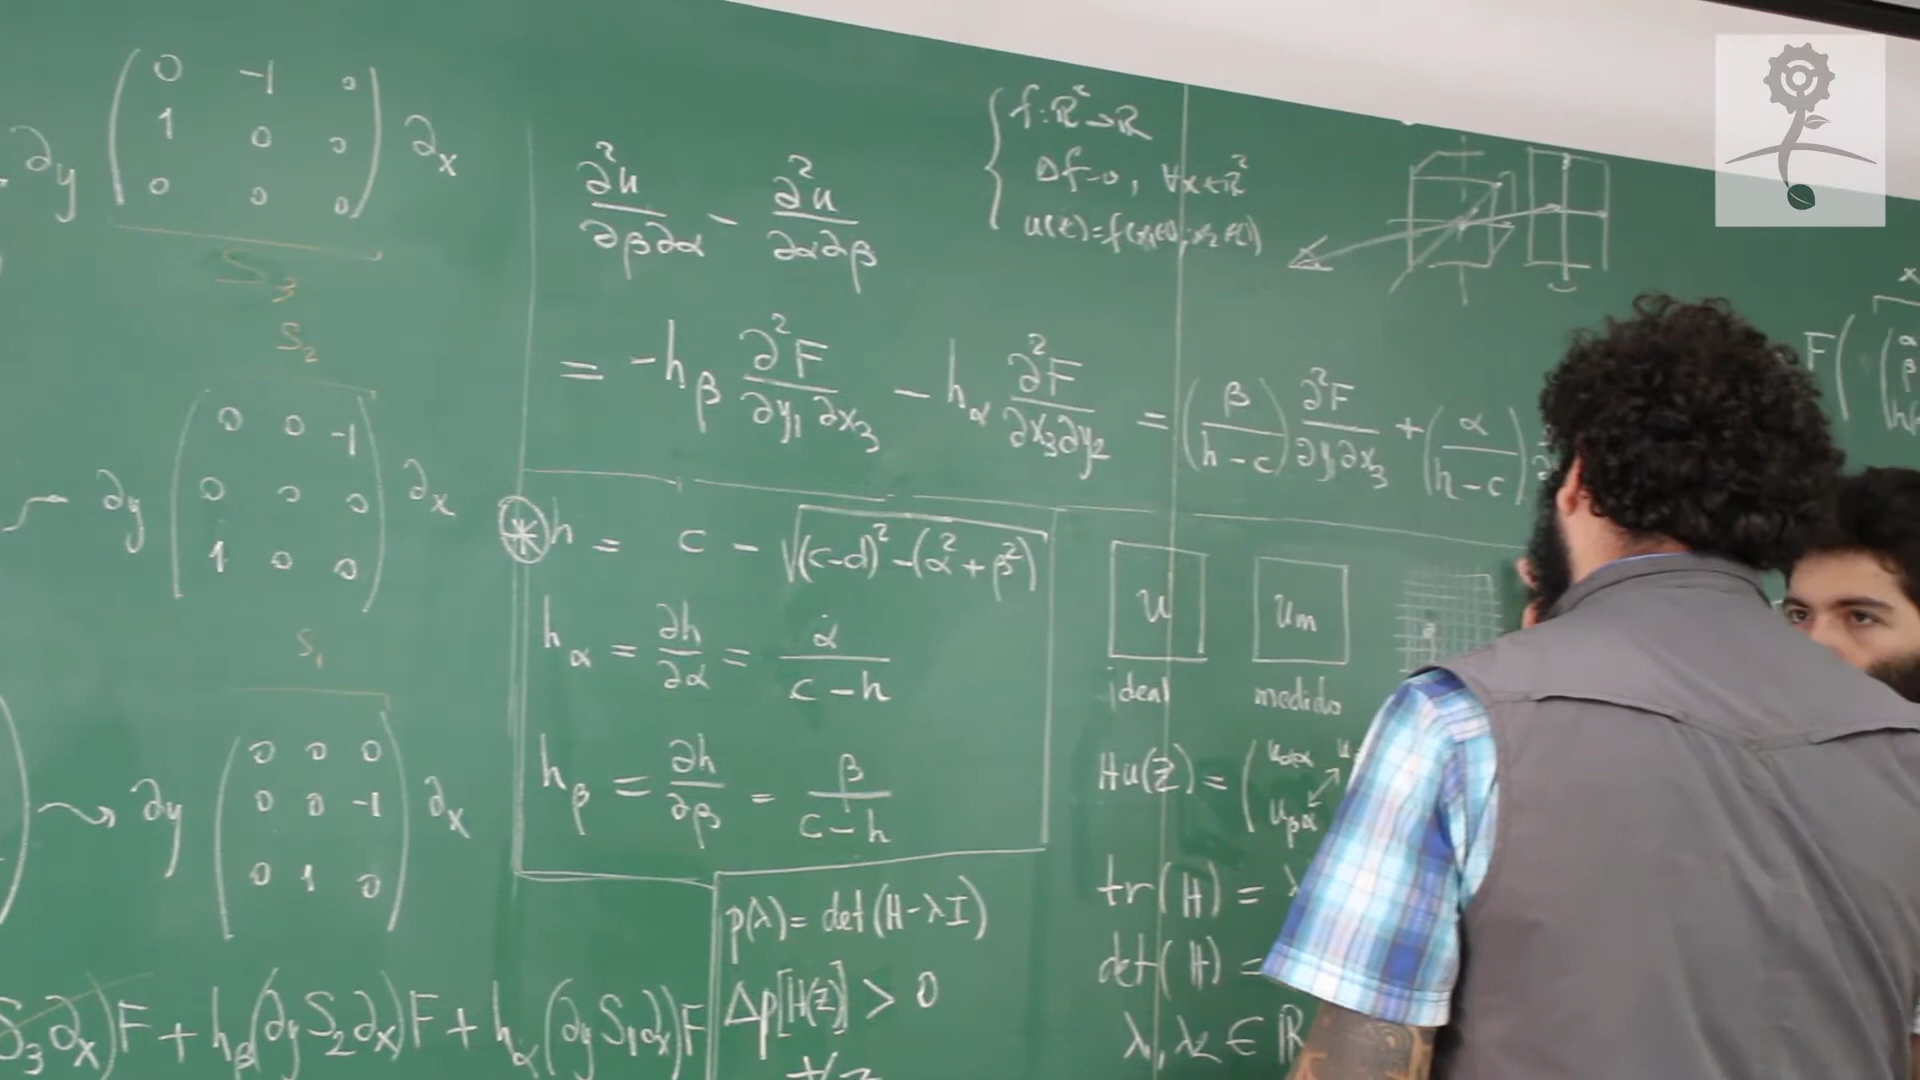 ∂y ( 0 -1 0 ) ∂x
( 1 0 0 )
( 0 0 0 )
S₃
S₂
∂y ( 0 0 -1 ) ∂x
( 0 0 0 )
( 1 0 0 )
S₁
∂y ( 0 0 0 ) ∂x
( 0 0 -1 )
( 0 1 0 )
S₃∂x)F + hᵦ(∂y S₂∂x)F + hα(∂y S₁∂x)F
∂²u/∂β∂α - ∂²u/∂α∂β
= -hᵦ ∂²F/∂y₁∂x₃ - hα ∂²F/∂x₃∂y₂ = (β/(h-c)) ∂²F/∂y₁∂x₃ + (α/(h-c))
f: ℝ² → ℝ
Δf=0, ∀x∈ℝ²
⊛ h = c - √((c-d)² - (α²+β²))
hα = ∂h/∂α = α/(c-h)
hᵦ = ∂h/∂β = β/(c-h)
p(λ) = det(H-λI)
Δp[H(z)] > 0
u
ideal
um
medido
Hu(z) = ( uαα
uβα
tr(H) =
det(H) =
λ₁, λ₂ ∈ ℝ
F(
α
β